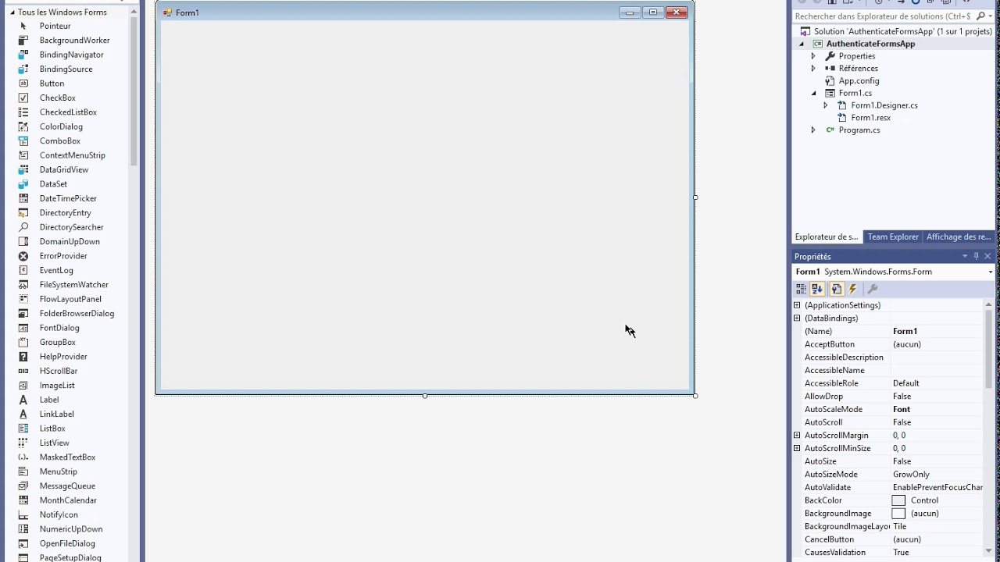 Tous les Windows Forms
Pointeur
BackgroundWorker
BindingNavigator
BindingSource
Button
CheckBox
CheckedListBox
ColorDialog
ComboBox
ContextMenuStrip
DataGridView
DataSet
DateTimePicker
DirectoryEntry
DirectorySearcher
DomainUpDown
ErrorProvider
EventLog
FileSystemWatcher
FlowLayoutPanel
FolderBrowserDialog
FontDialog
GroupBox
HelpProvider
HScrollBar
ImageList
Label
LinkLabel
ListBox
ListView
MaskedTextBox
MenuStrip
MessageQueue
MonthCalendar
NotifyIcon
NumericUpDown
OpenFileDialog
PageSetupDialog
Form1
Rechercher dans Explorateur de solutions (Ctrl+$
Solution 'AuthenticateFormsApp' (1 sur 1 projets)
AuthenticateFormsApp
Properties
Références
App.config
Form1.cs
Form1.Designer.cs
Form1.resx
Program.cs
Explorateur de s... Team Explorer Affichage des re...
Propriétés
Form1 System.Windows.Forms.Form
(ApplicationSettings)
(DataBindings)
(Name) Form1
AcceptButton (aucun)
AccessibleDescription
AccessibleName
AccessibleRole Default
AllowDrop False
AutoScaleMode Font
AutoScroll False
AutoScrollMargin 0, 0
AutoScrollMinSize 0, 0
AutoSize False
AutoSizeMode GrowOnly
AutoValidate EnablePreventFocusChar
BackColor Control
BackgroundImage (aucun)
BackgroundImageLayou Tile
CancelButton (aucun)
CausesValidation True